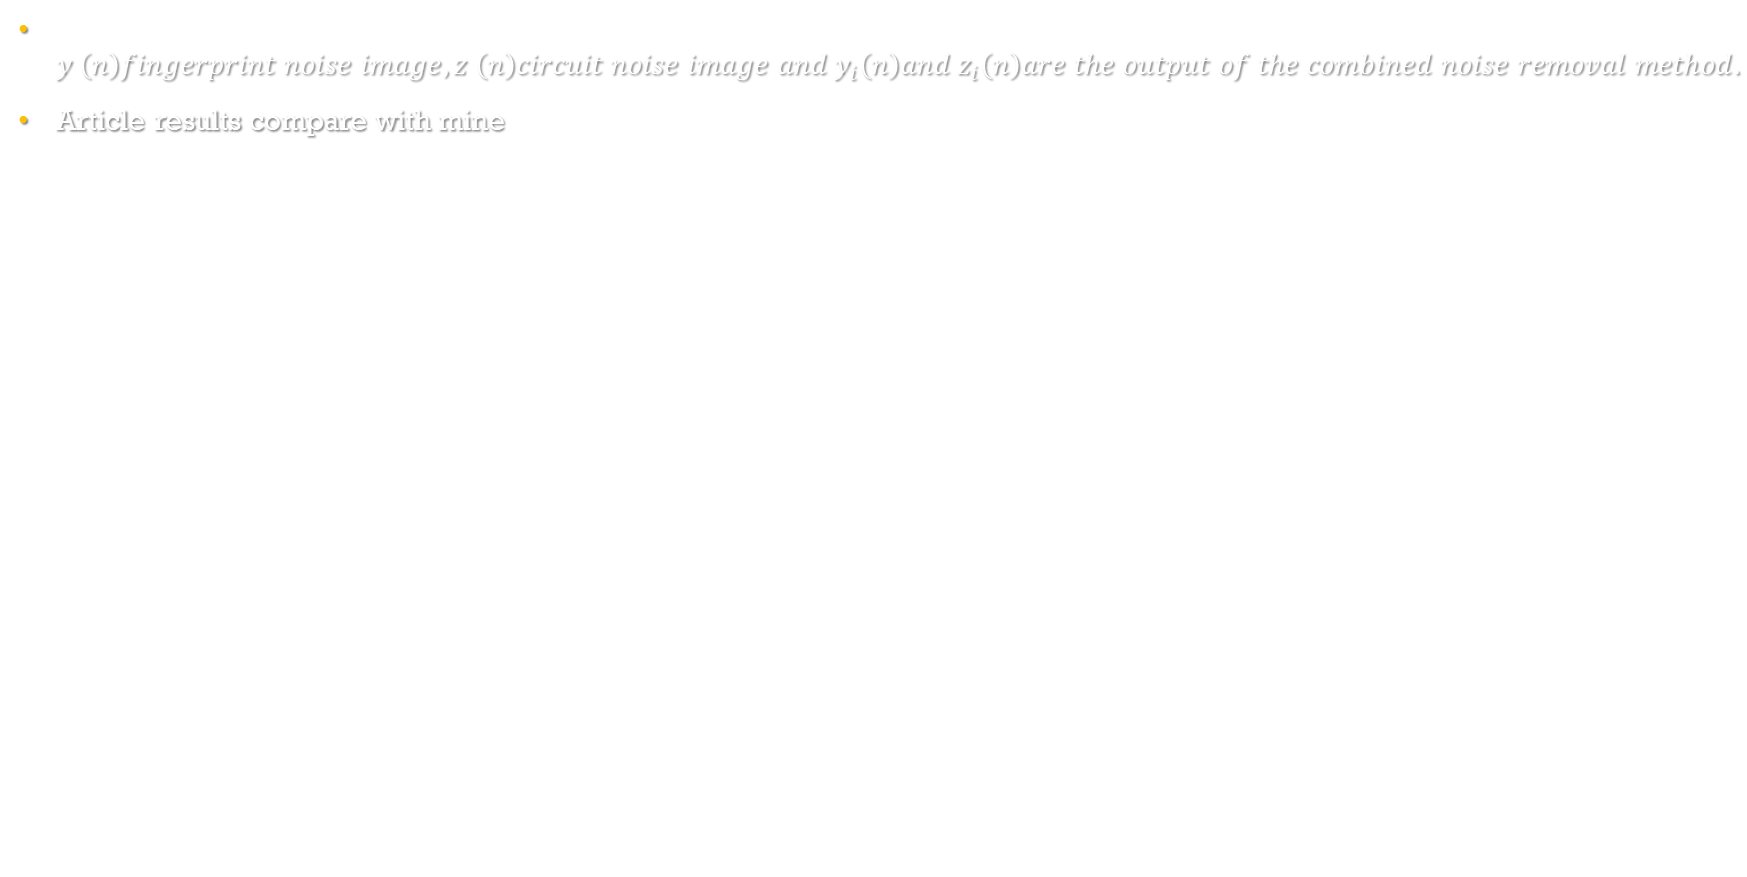 •
y (n)fingerprint noise image,z (n)circuit noise image and yᵢ(n)and zᵢ(n)are the output of the combined noise removal method.
• Article results compare with mine